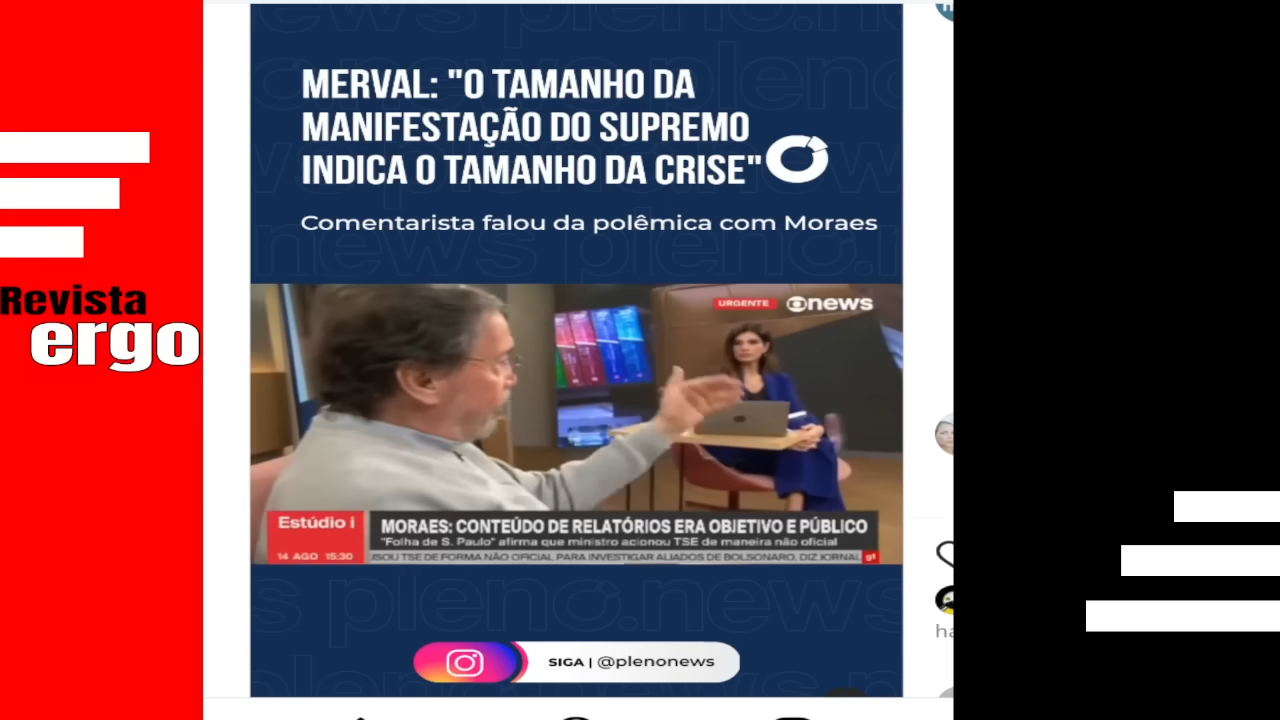 MERVAL: "O TAMANHO DA
MANIFESTAÇÃO DO SUPREMO
INDICA O TAMANHO DA CRISE"
Comentarista falou da polêmica com Moraes
Revista
ergo
URGENTE
news
Estúdio i
MORAES: CONTEÚDO DE RELATÓRIOS ERA OBJETIVO E PÚBLICO
"Folha de S. Paulo" afirma que ministro acionou TSE de maneira não oficial
14 AGO 15:30
TSE DE FORMA NÃO OFICIAL PARA INVESTIGAR ALIADOS DE BOLSONARO, DIZ JORNAL
g1
SIGA | @plenonews